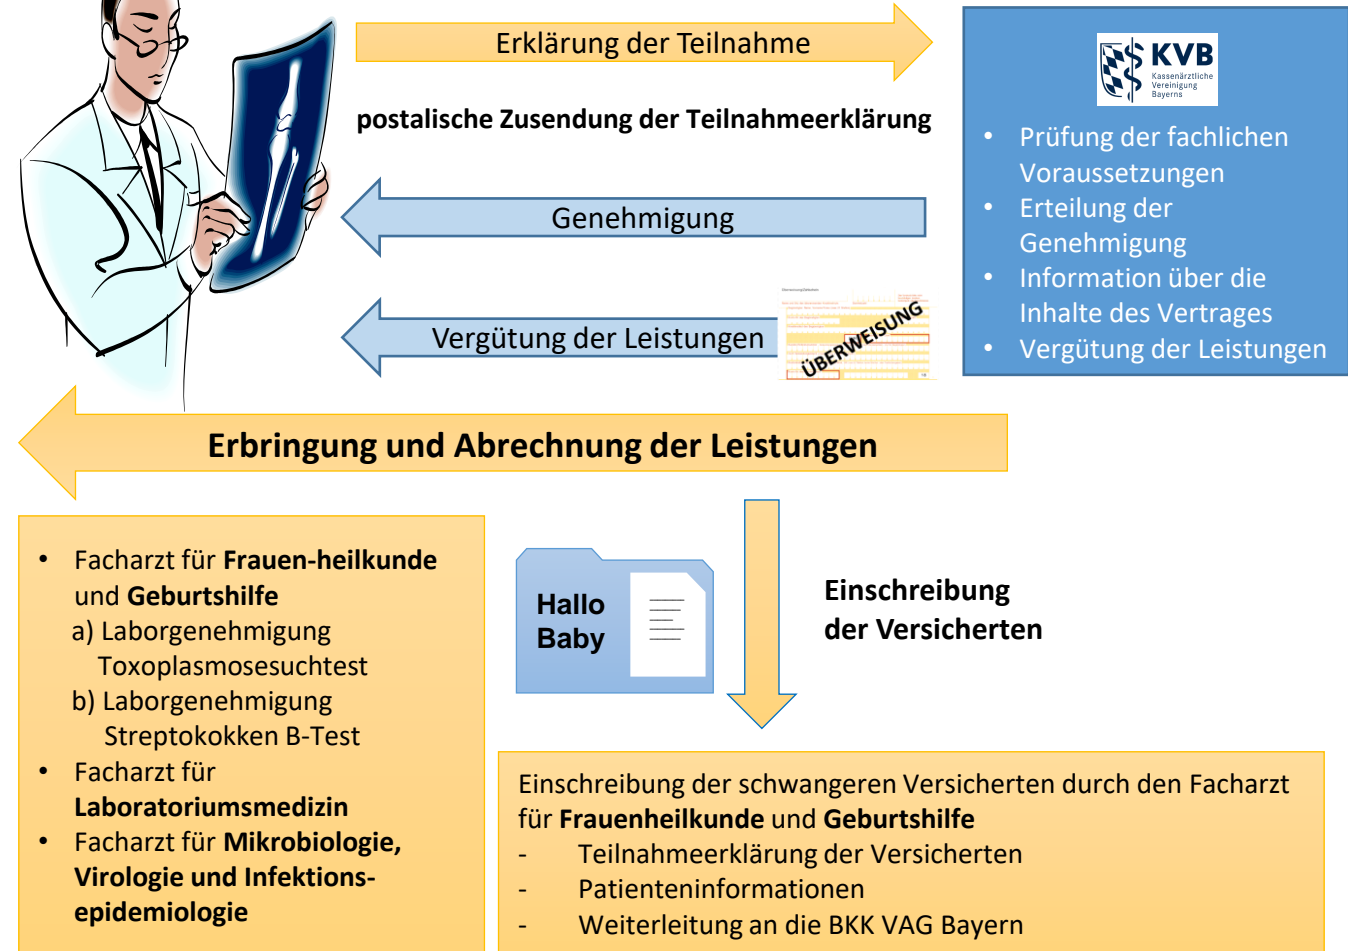 Erklärung der Teilnahme
KVB
Kassenärztliche
Vereinigung
Bayerns
postalische Zusendung der Teilnahmeerklärung
• Prüfung der fachlichen
Voraussetzungen
• Erteilung der
Genehmigung
• Information über die
Inhalte des Vertrages
• Vergütung der Leistungen
Genehmigung
Vergütung der Leistungen
ÜBERWEISUNG
Erbringung und Abrechnung der Leistungen
• Facharzt für Frauen-heilkunde
und Geburtshilfe
a) Laborgenehmigung
Toxoplasmosesuchtest
b) Laborgenehmigung
Streptokokken B-Test
• Facharzt für
Laboratoriumsmedizin
• Facharzt für Mikrobiologie,
Virologie und Infektions-
epidemiologie
Hallo
Baby
Einschreibung
der Versicherten
Einschreibung der schwangeren Versicherten durch den Facharzt
für Frauenheilkunde und Geburtshilfe
- Teilnahmeerklärung der Versicherten
- Patienteninformationen
- Weiterleitung an die BKK VAG Bayern